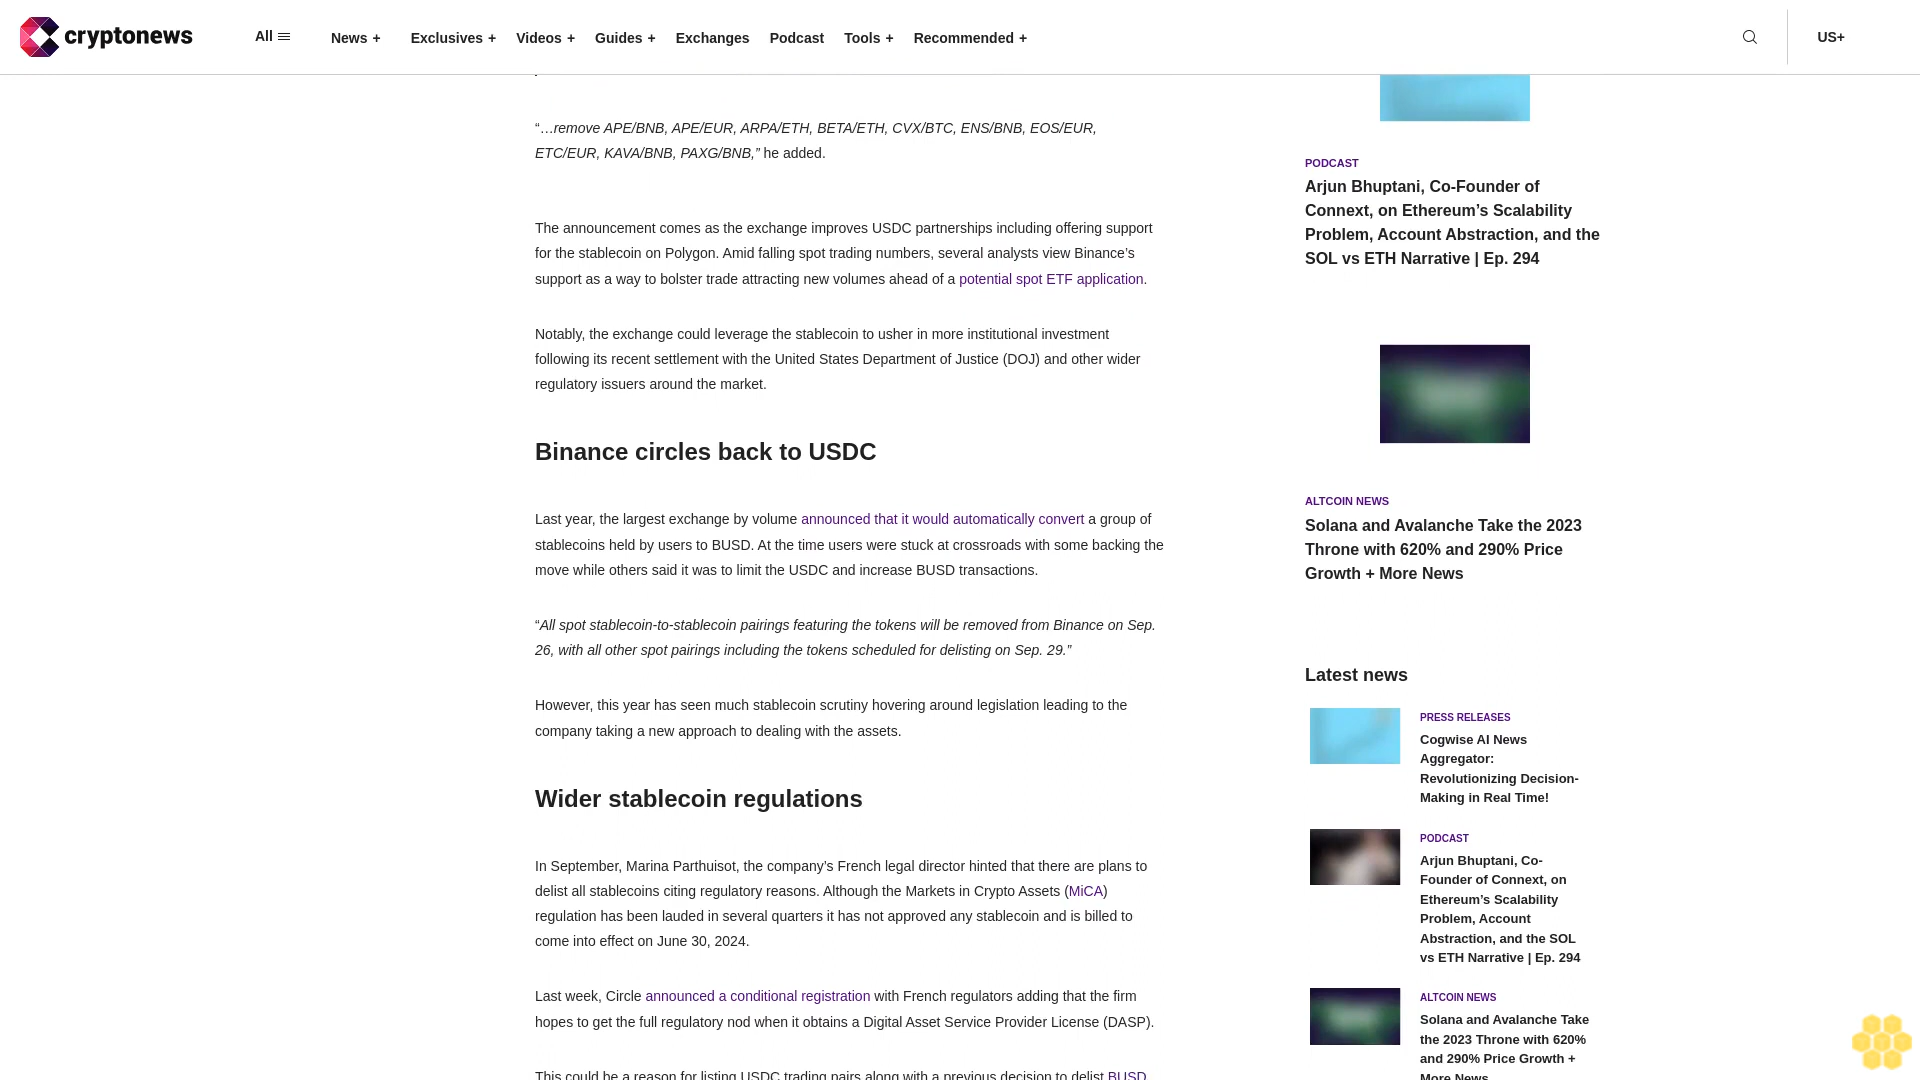 cryptonews
All
News +
Exclusives +
Videos +
Guides +
Exchanges
Podcast
Tools +
Recommended +
US+
“…remove APE/BNB, APE/EUR, ARPA/ETH, BETA/ETH, CVX/BTC, ENS/BNB, EOS/EUR,
ETC/EUR, KAVA/BNB, PAXG/BNB,” he added.
The announcement comes as the exchange improves USDC partnerships including offering support
for the stablecoin on Polygon. Amid falling spot trading numbers, several analysts view Binance’s
support as a way to bolster trade attracting new volumes ahead of a potential spot ETF application.
Notably, the exchange could leverage the stablecoin to usher in more institutional investment
following its recent settlement with the United States Department of Justice (DOJ) and other wider
regulatory issuers around the market.
Binance circles back to USDC
Last year, the largest exchange by volume announced that it would automatically convert a group of
stablecoins held by users to BUSD. At the time users were stuck at crossroads with some backing the
move while others said it was to limit the USDC and increase BUSD transactions.
“All spot stablecoin-to-stablecoin pairings featuring the tokens will be removed from Binance on Sep.
26, with all other spot pairings including the tokens scheduled for delisting on Sep. 29.”
However, this year has seen much stablecoin scrutiny hovering around legislation leading to the
company taking a new approach to dealing with the assets.
Wider stablecoin regulations
In September, Marina Parthuisot, the company’s French legal director hinted that there are plans to
delist all stablecoins citing regulatory reasons. Although the Markets in Crypto Assets (MiCA)
regulation has been lauded in several quarters it has not approved any stablecoin and is billed to
come into effect on June 30, 2024.
Last week, Circle announced a conditional registration with French regulators adding that the firm
hopes to get the full regulatory nod when it obtains a Digital Asset Service Provider License (DASP).
This could be a reason for listing USDC trading pairs along with a previous decision to delist BUSD
PODCAST
Arjun Bhuptani, Co-Founder of
Connext, on Ethereum’s Scalability
Problem, Account Abstraction, and the
SOL vs ETH Narrative | Ep. 294
ALTCOIN NEWS
Solana and Avalanche Take the 2023
Throne with 620% and 290% Price
Growth + More News
Latest news
PRESS RELEASES
Cogwise AI News
Aggregator:
Revolutionizing Decision-
Making in Real Time!
PODCAST
Arjun Bhuptani, Co-
Founder of Connext, on
Ethereum’s Scalability
Problem, Account
Abstraction, and the SOL
vs ETH Narrative | Ep. 294
ALTCOIN NEWS
Solana and Avalanche Take
the 2023 Throne with 620%
and 290% Price Growth +
More News